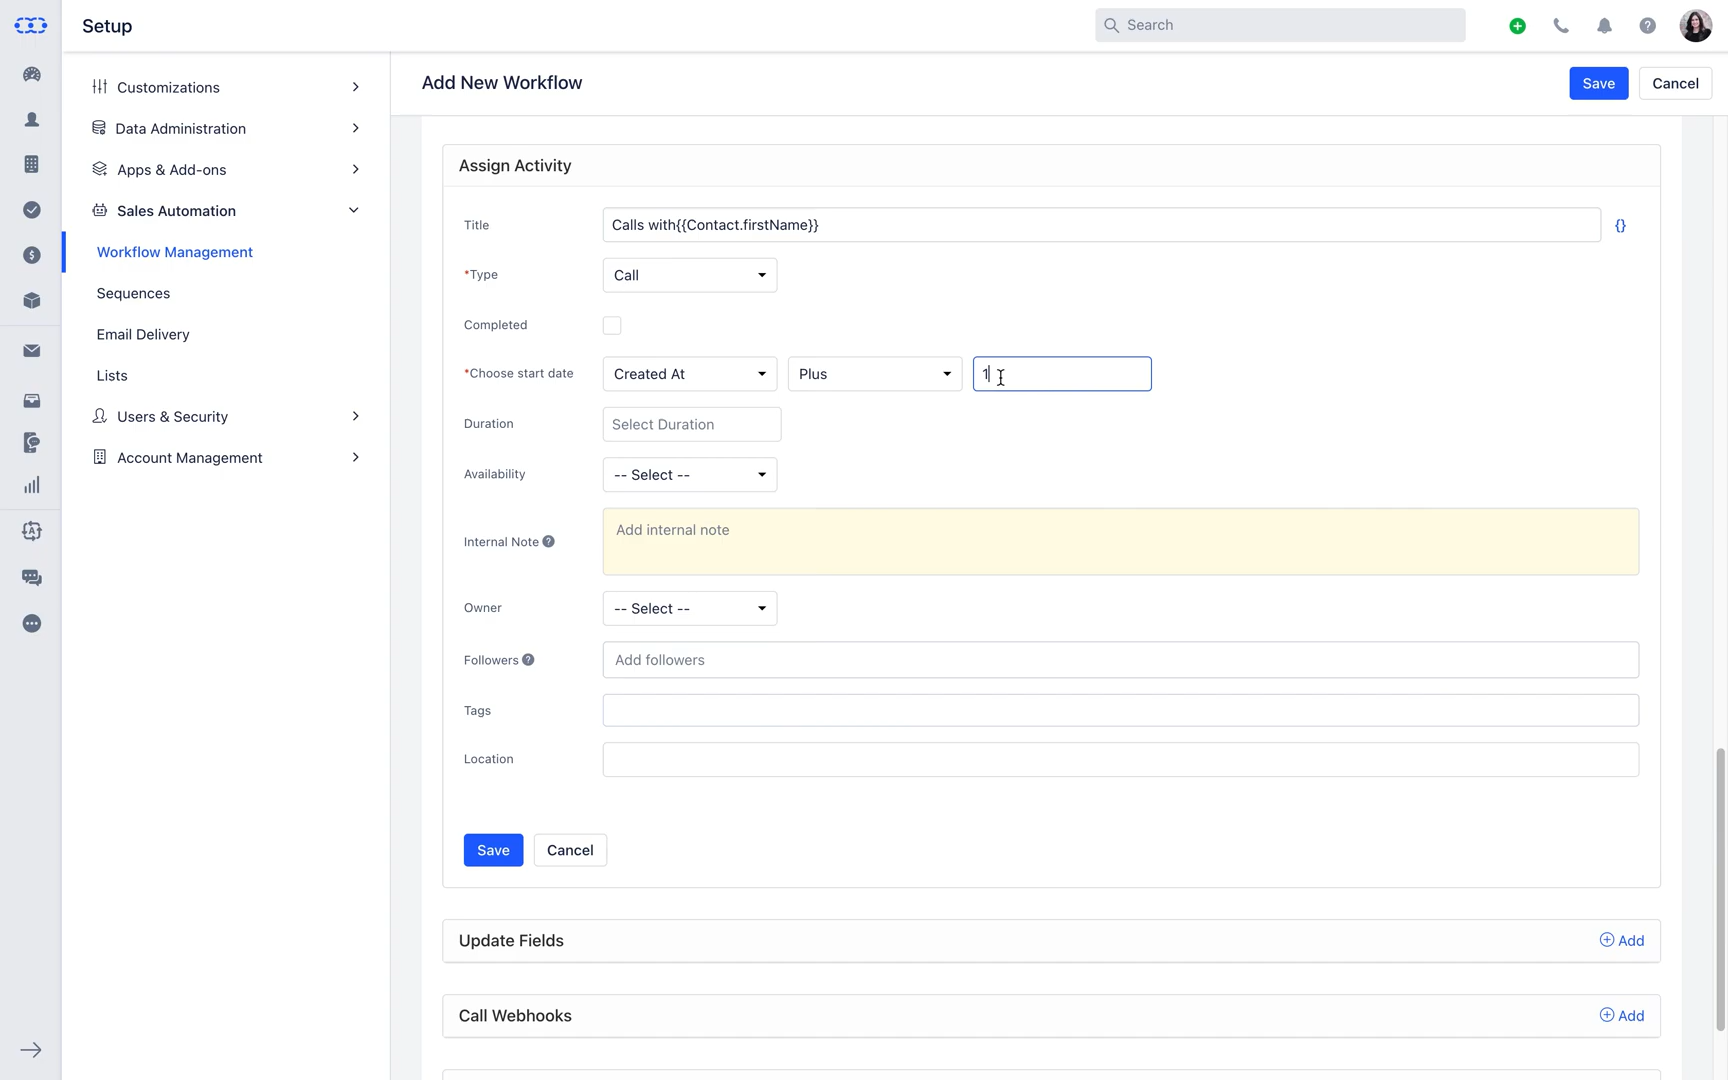 Setup
Search
Customizations
Data Administration
Apps & Add-ons
Sales Automation
Workflow Management
Sequences
Email Delivery
Lists
Users & Security
Account Management
Add New Workflow
Save
Cancel
Assign Activity
Title
Calls with{{Contact.firstName}}
{}
*Type
Call
Completed
*Choose start date
Created At
Plus
1
Duration
Select Duration
Availability
-- Select --
Internal Note
Add internal note
Owner
-- Select --
Followers
Add followers
Tags
Location
Save
Cancel
Update Fields
Add
Call Webhooks
Add